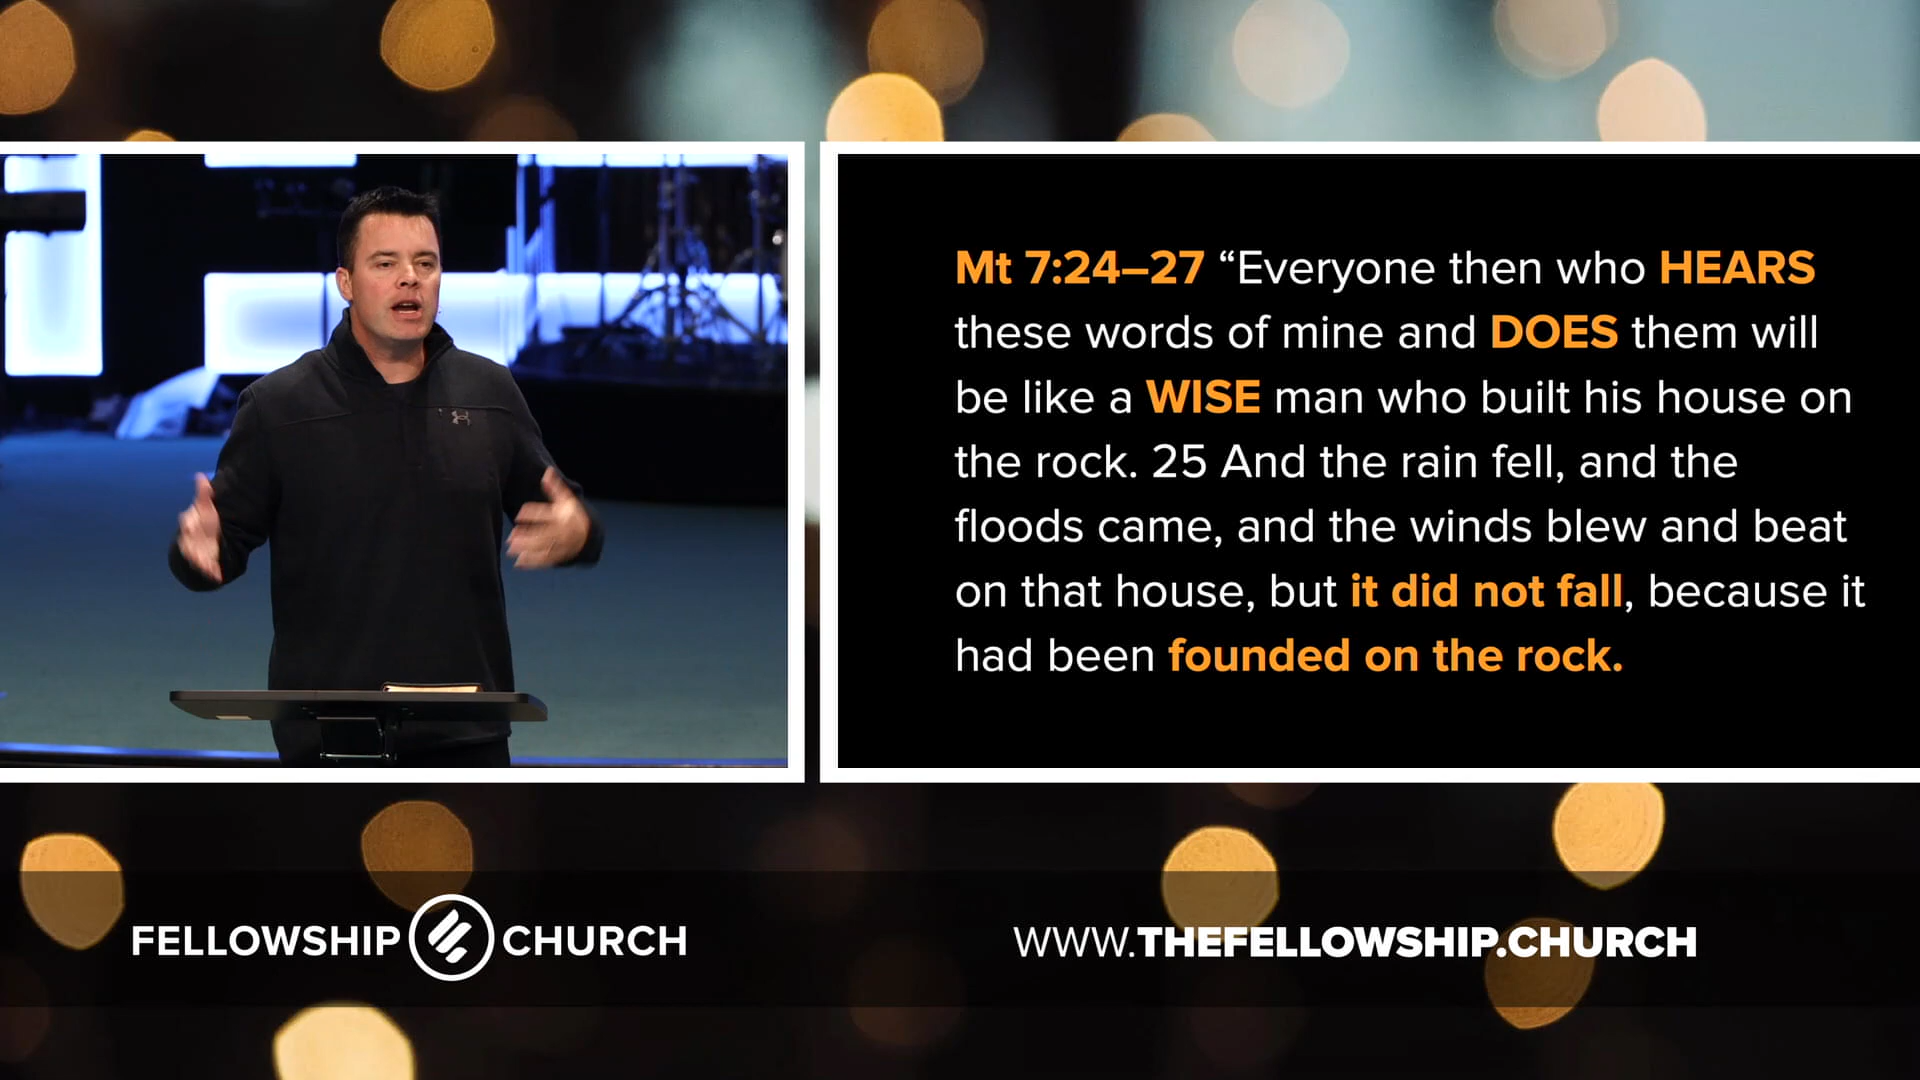 Mt 7:24–27 “Everyone then who HEARS
these words of mine and DOES them will
be like a WISE man who built his house on
the rock. 25 And the rain fell, and the
floods came, and the winds blew and beat
on that house, but it did not fall, because it
had been founded on the rock.
FELLOWSHIP CHURCH
WWW.THEFELLOWSHIP.CHURCH